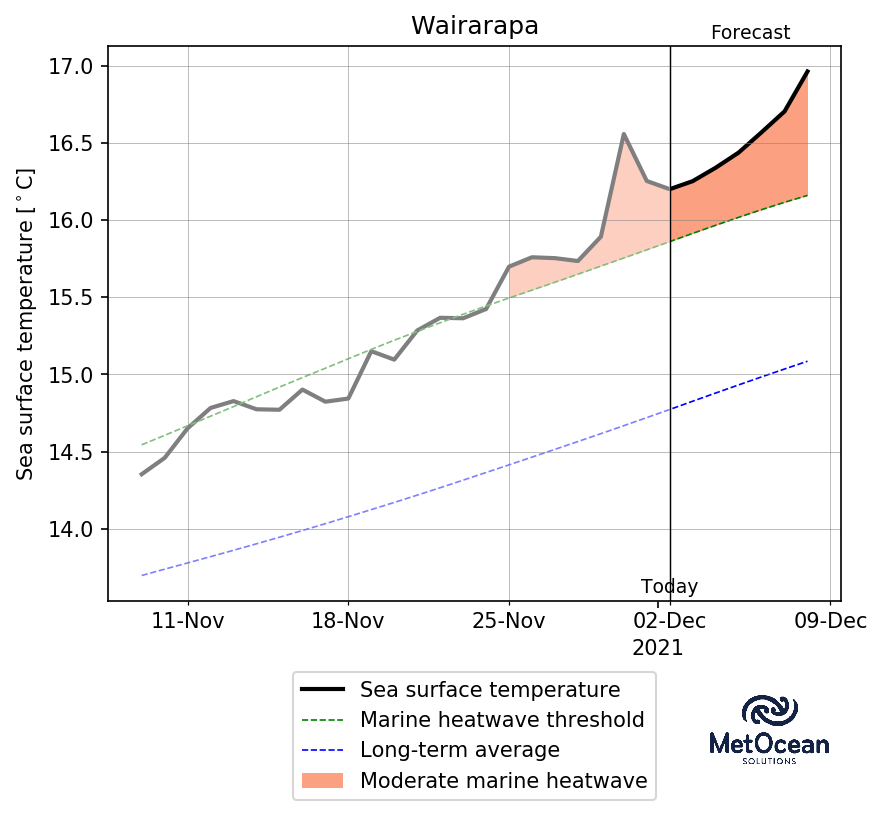 Wairarapa
Forecast
Sea surface temperature [°C]
17.0
16.5
16.0
15.5
15.0
14.5
14.0
Today
11-Nov
18-Nov
25-Nov
02-Dec
09-Dec
2021
Sea surface temperature
Marine heatwave threshold
Long-term average
Moderate marine heatwave
MetOcean
SOLUTIONS